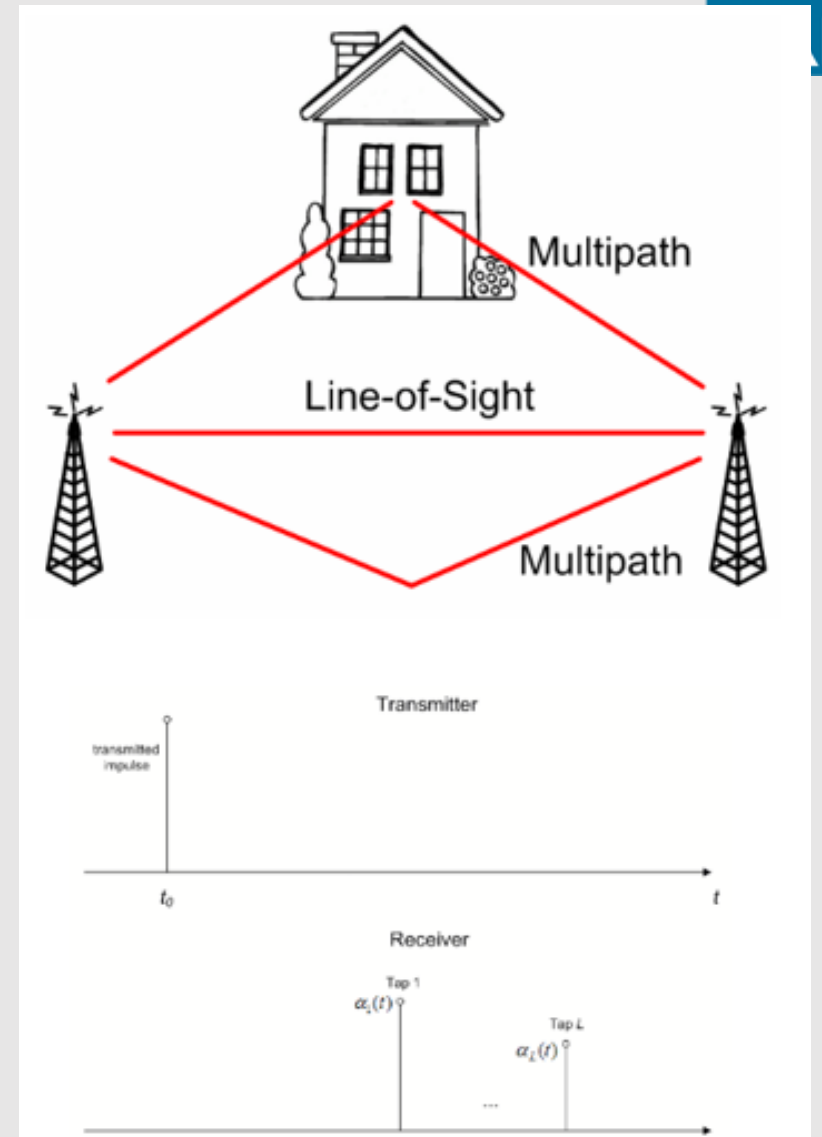 Multipath
Line-of-Sight
Multipath
Transmitter
transmitted
impulse
t₀
t
Receiver
Tap 1
α₁(t)
Tap L
α_L(t)
...